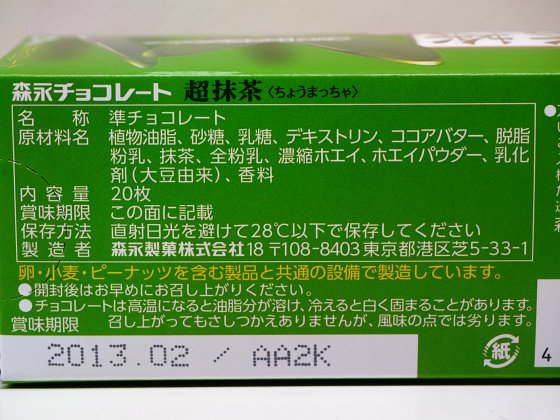 森永チョコレート 超抹茶〈ちょうまっちゃ〉
名称 準チョコレート
原材料名 植物油脂、砂糖、乳糖、デキストリン、ココアバター、脱脂
粉乳、抹茶、全粉乳、濃縮ホエイ、ホエイパウダー、乳化
剤(大豆由来)、香料
内容量 20枚
賞味期限 この面に記載
保存方法 直射日光を避けて28℃以下で保存してください
製造者 森永製菓株式会社18 〒108-8403 東京都港区芝5-33-1
卵・小麦・ピーナッツを含む製品と共通の設備で製造しています。
●開封後はお早めにお召し上がりください。
●チョコレートは高温になると油脂分が溶け、冷えると白く固まることがあります。
召し上がってもさしつかえありませんが、風味の点では劣ります。
賞味期限
2013.02 / AA2K
紙
4